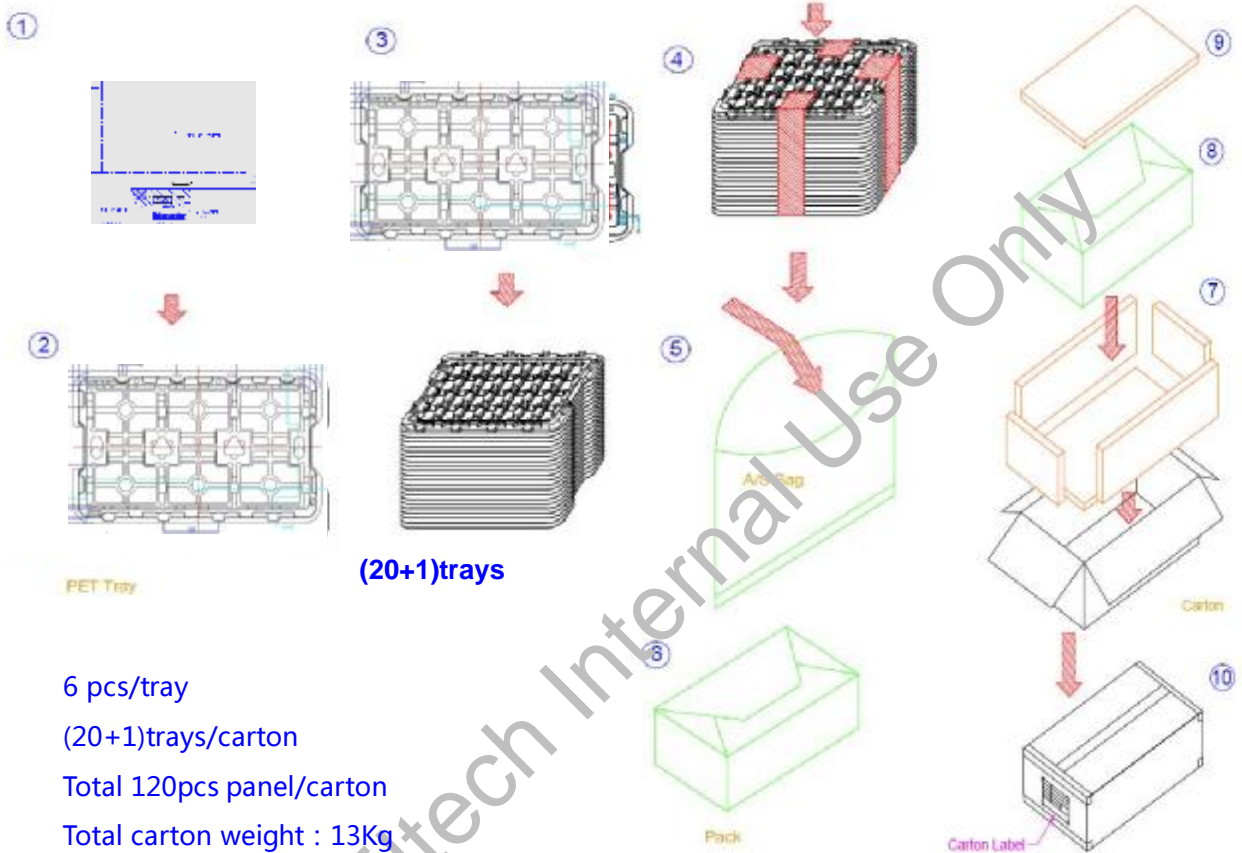 ①
③
④
⑨
⑧
⑦
②
⑤
A/S Bag
(20+1)trays
PET Tray
Carton
⑥
⑩
6 pcs/tray
(20+1)trays/carton
Total 120pcs panel/carton
Total carton weight : 13Kg
Pack
Carton Label
Internal Use Only